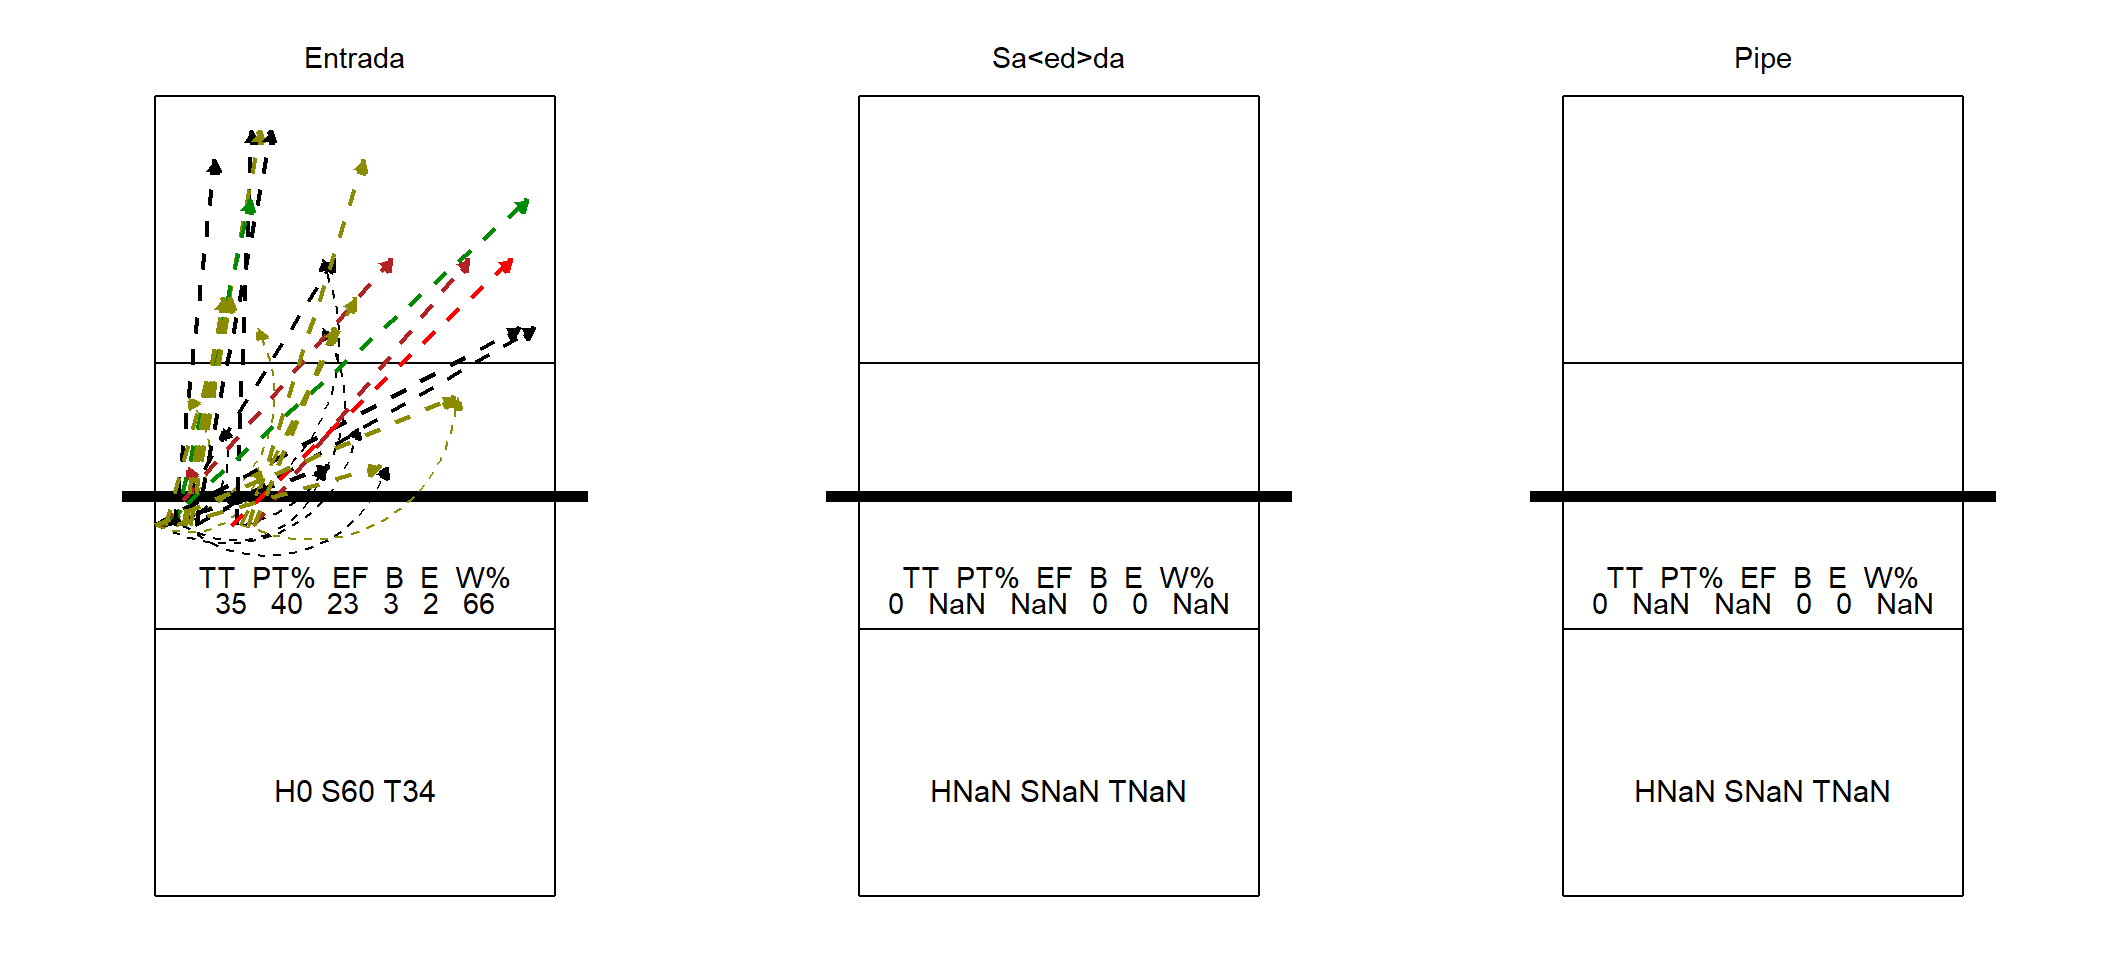 Entrada
TT PT% EF B E W%
35 40 23 3 2 66
H0 S60 T34
Sa<ed>da
TT PT% EF B E W%
0 NaN NaN 0 0 NaN
HNaN SNaN TNaN
Pipe
TT PT% EF B E W%
0 NaN NaN 0 0 NaN
HNaN SNaN TNaN